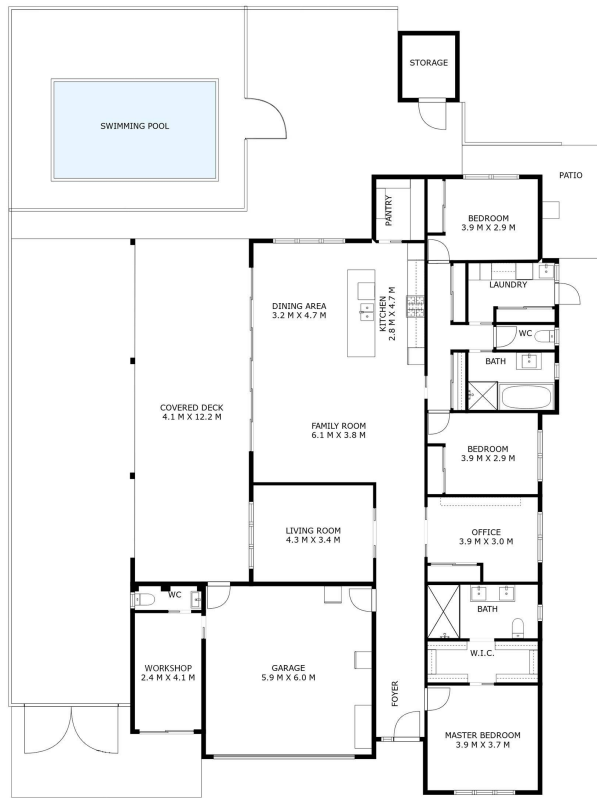 STORAGE
SWIMMING POOL
PATIO
PANTRY
BEDROOM
3.9 M X 2.9 M
LAUNDRY
DINING AREA
3.2 M X 4.7 M
KITCHEN
2.8 M X 4.7 M
WC
BATH
COVERED DECK
4.1 M X 12.2 M
FAMILY ROOM
6.1 M X 3.8 M
BEDROOM
3.9 M X 2.9 M
LIVING ROOM
4.3 M X 3.4 M
OFFICE
3.9 M X 3.0 M
WC
BATH
W.I.C.
WORKSHOP
2.4 M X 4.1 M
GARAGE
5.9 M X 6.0 M
FOYER
MASTER BEDROOM
3.9 M X 3.7 M